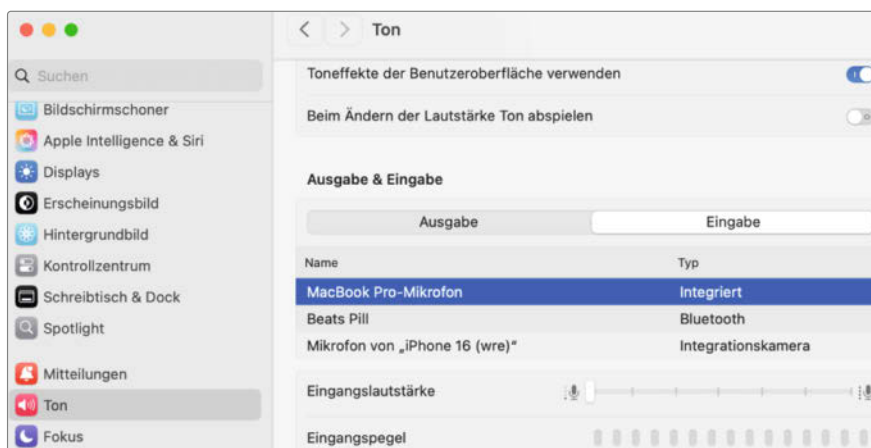 Ton
Suchen
Bildschirmschoner
Apple Intelligence & Siri
Displays
Erscheinungsbild
Hintergrundbild
Kontrollzentrum
Schreibtisch & Dock
Spotlight
Mitteilungen
Ton
Fokus
Toneffekte der Benutzeroberfläche verwenden
Beim Ändern der Lautstärke Ton abspielen
Ausgabe & Eingabe
Ausgabe Eingabe
Name Typ
MacBook Pro-Mikrofon Integriert
Beats Pill Bluetooth
Mikrofon von „iPhone 16 (wre)“ Integrationskamera
Eingangslautstärke
Eingangspegel